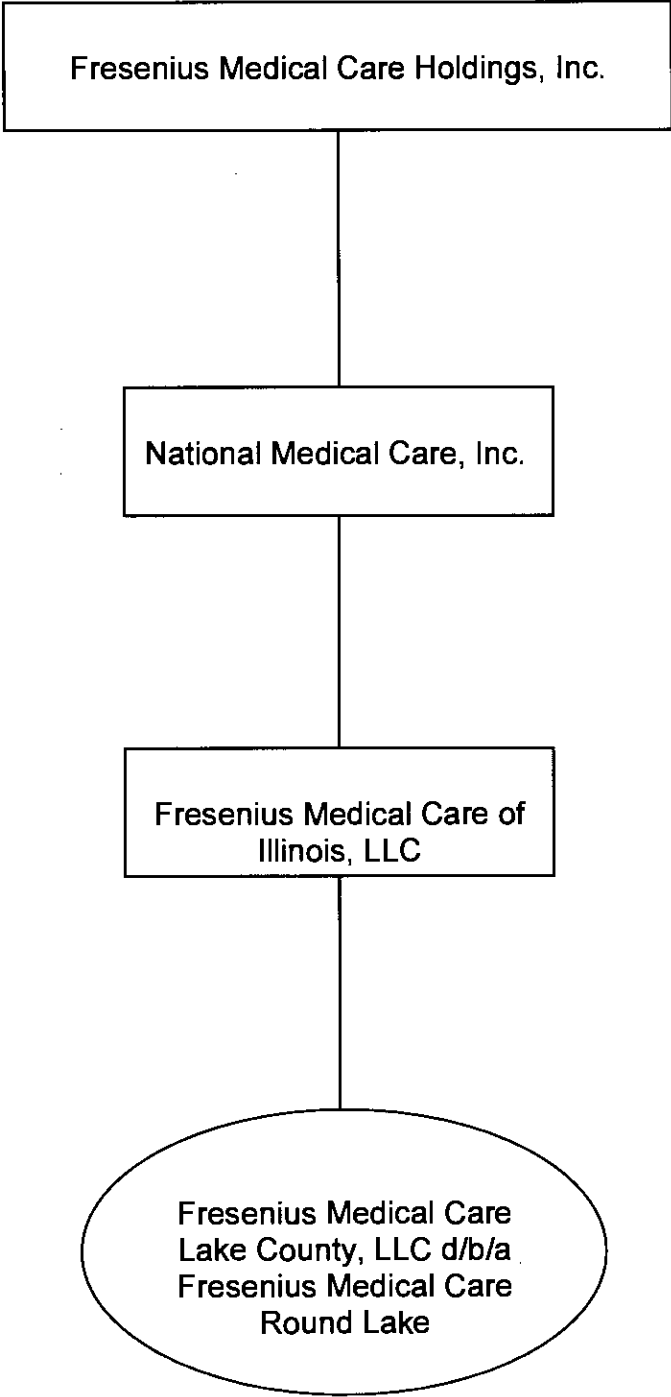 Fresenius Medical Care Holdings, Inc.
National Medical Care, Inc.
Fresenius Medical Care of
Illinois, LLC
Fresenius Medical Care
Lake County, LLC d/b/a
Fresenius Medical Care
Round Lake